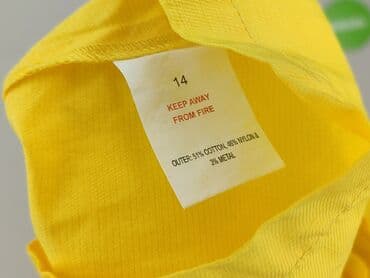 14
KEEP AWAY
FROM FIRE
OUTER: 51% COTTON, 46% NYLON &
3% METAL